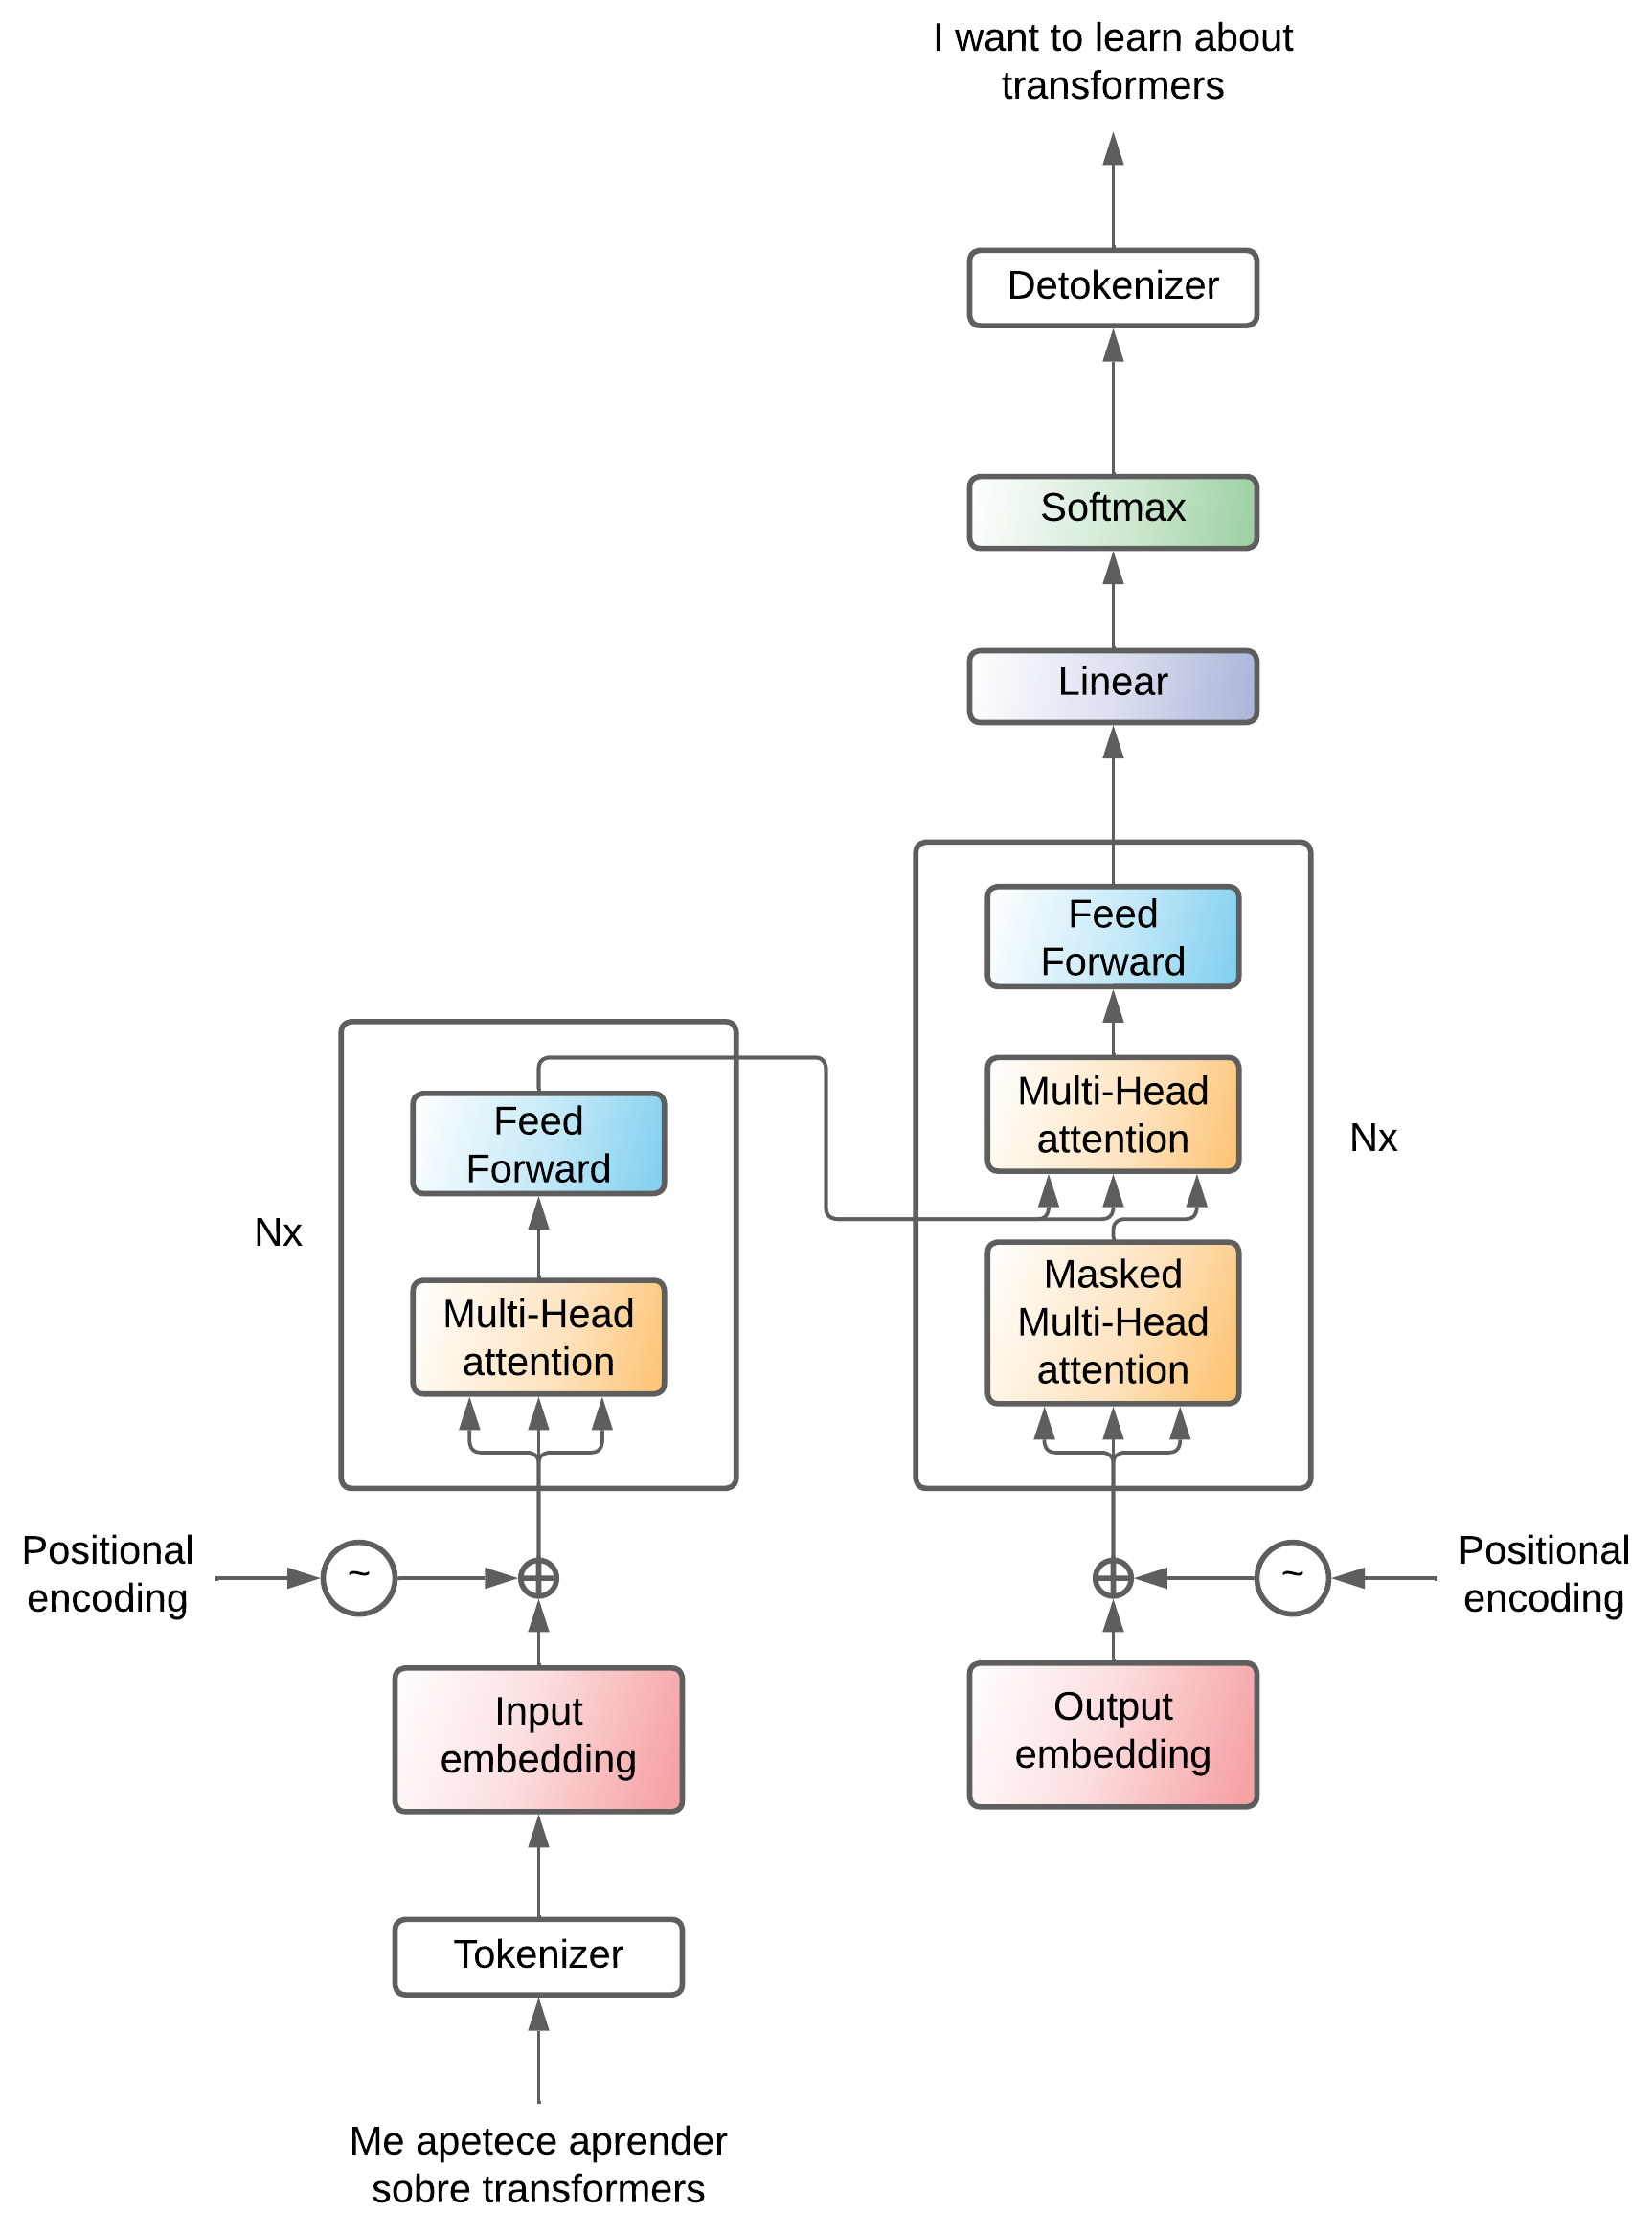 I want to learn about
transformers
Detokenizer
Softmax
Linear
Feed
Forward
Multi-Head
attention
Masked
Multi-Head
attention
Nx
Feed
Forward
Multi-Head
attention
Nx
Positional
encoding
~
~
Positional
encoding
Input
embedding
Output
embedding
Tokenizer
Me apetece aprender
sobre transformers